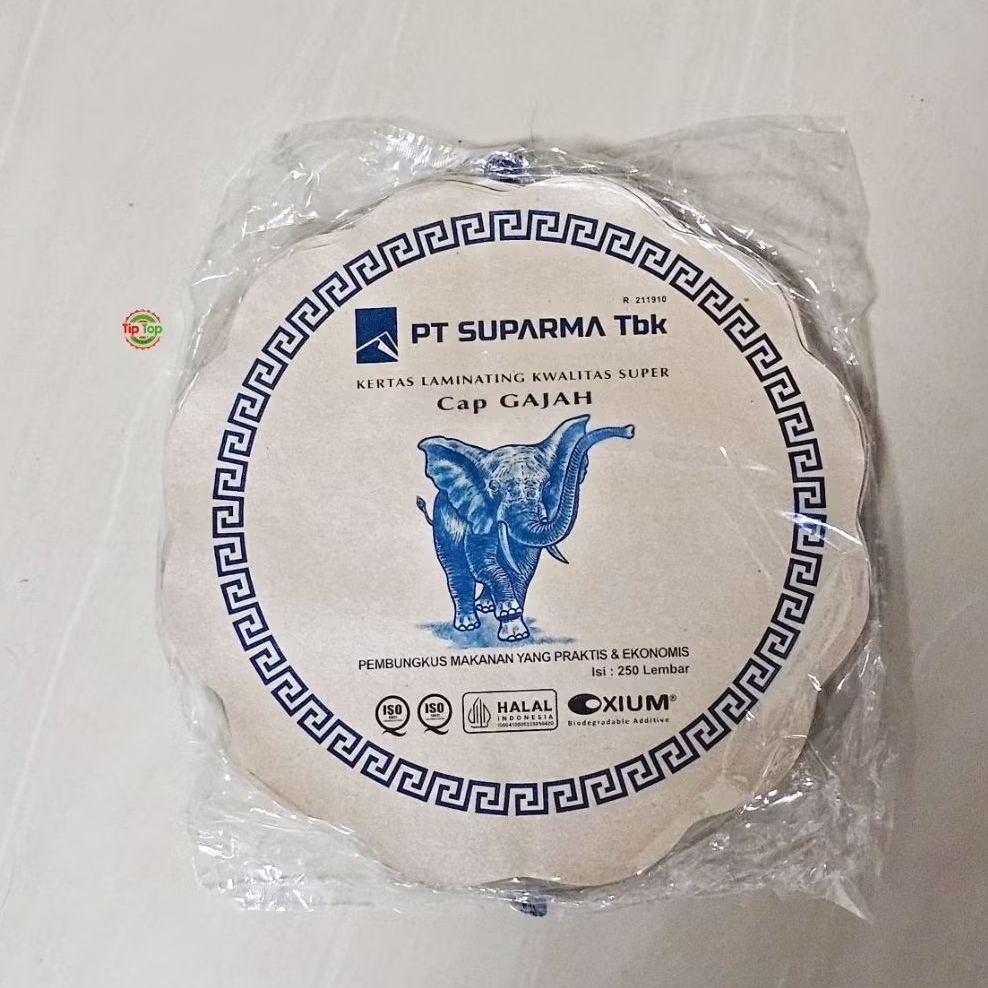 R 211910
PT SUPARMA Tbk
KERTAS LAMINATING KWALITAS SUPER
Cap GAJAH
Tip Top
PEMBUNGKUS MAKANAN YANG PRAKTIS & EKONOMIS
Isi : 250 Lembar
ISO
ISO
HALAL
INDONESIA
OXIUM®
Biodegradable Additive